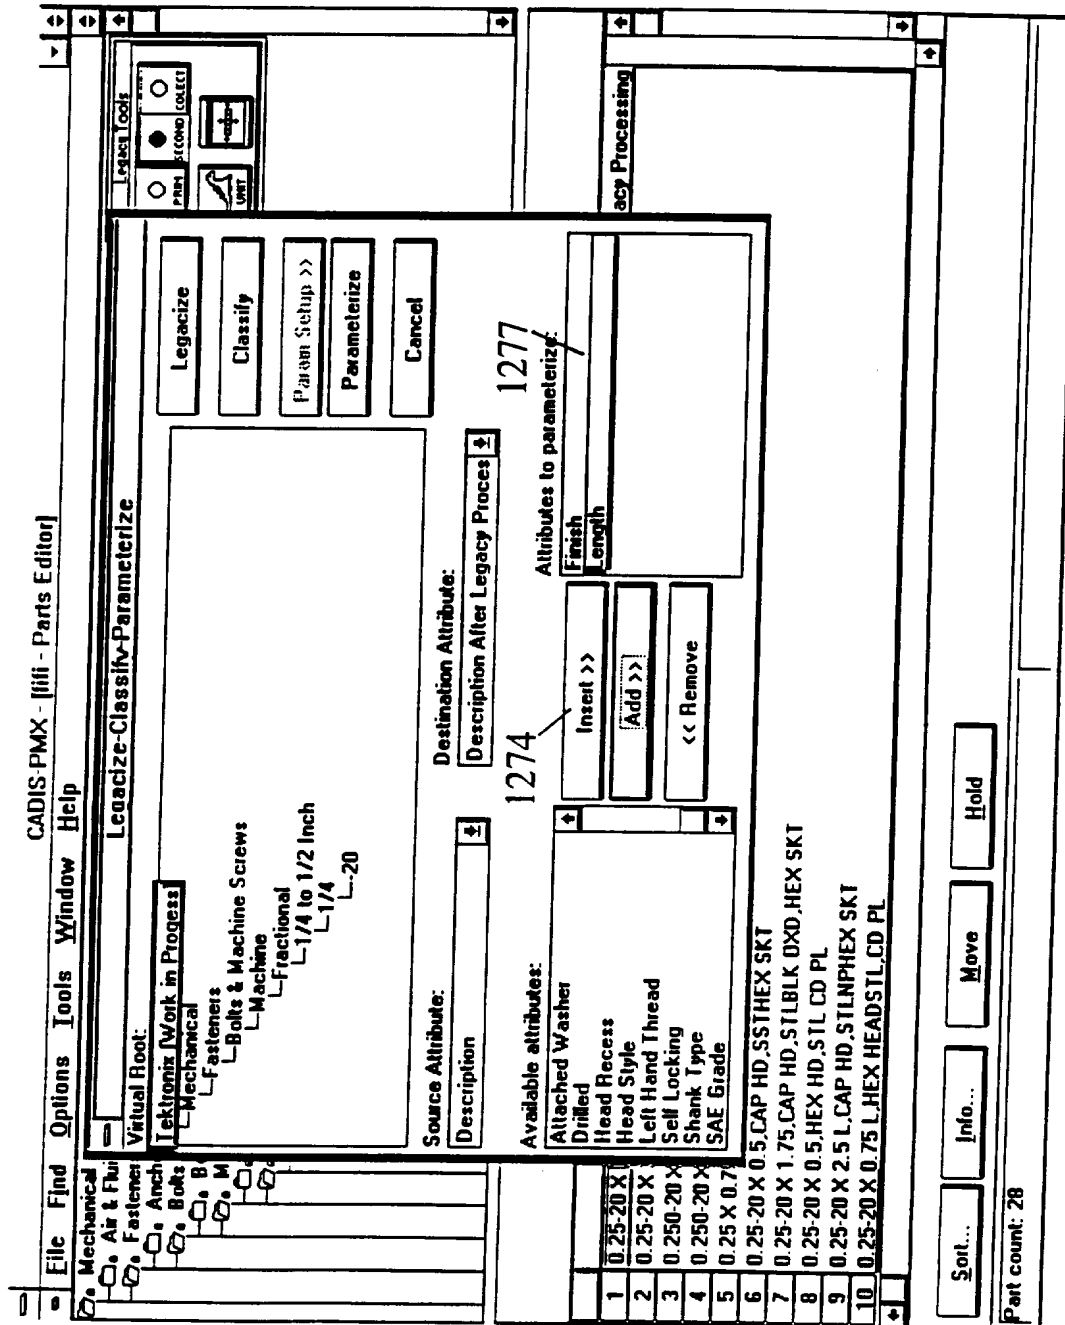 CADIS-PMX - [fifi - Parts Editor]
File Find Options Tools Window Help
Mechanical
Air & Flui
Fastener
Anch
Bolts
B
M
Legacy Tools
PRIM
SECOND
COLECT
UNIT
Legacize-Classify-Parameterize
Virtual Root:
Tektronix [Work in Progess]
Mechanical
Fasteners
Bolts & Machine Screws
Machine
Fractional
1/4 to 1/2 Inch
1/4
-20
Legacize
Classify
Param Setup >>
Parameterize
Cancel
Source Attribute:
Description
Destination Attribute:
Description After Legacy Proces
1274
1277
Available attributes:
Attached Washer
Drilled
Head Recess
Head Style
Left Hand Thread
Self Locking
Shank Type
SAE Grade
Insert >>
Add >>
<< Remove
Attributes to parameterize:
Finish
Length
acy Processing
1 0.25-20 X
2 0.25-20 X
3 0.250-20 X
4 0.250-20 X
5 0.25 X 0.7
6 0.25-20 X 0.5,CAP HD,SSTHEX SKT
7 0.25-20 X 1.75,CAP HD,STLBLK OXD,HEX SKT
8 0.25-20 X 0.5,HEX HD,STL CD PL
9 0.25-20 X 2.5 L,CAP HD,STLNPHEX SKT
10 0.25-20 X 0.75 L,HEX HEADSTL,CD PL
Sort... Info... Move Hold
Part count: 28